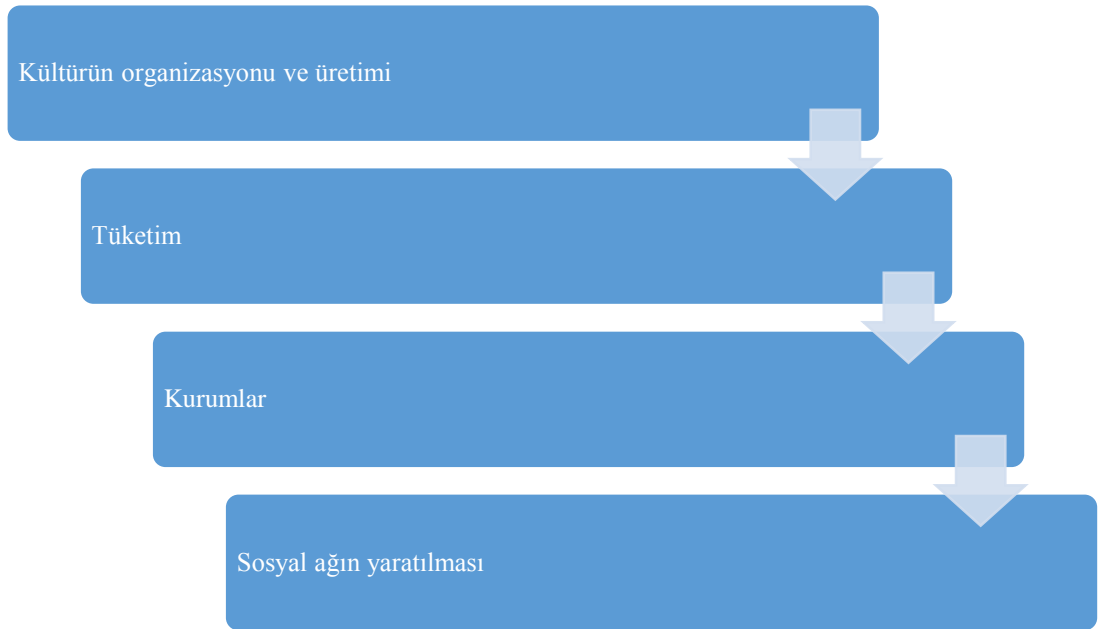 Kültürün organizasyonu ve üretimi
Tüketim
Kurumlar
Sosyal ağın yaratılması